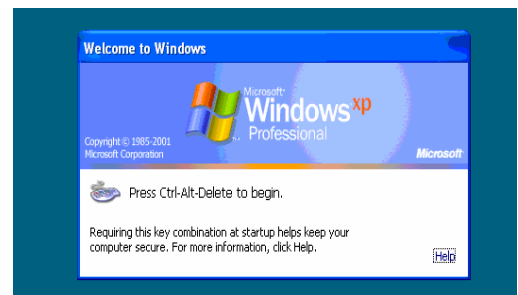 Welcome to Windows
Microsoft®
Windows xp
Professional
Copyright © 1985-2001
Microsoft Corporation
Microsoft
Press Ctrl-Alt-Delete to begin.
Requiring this key combination at startup helps keep your
computer secure. For more information, click Help.
Help